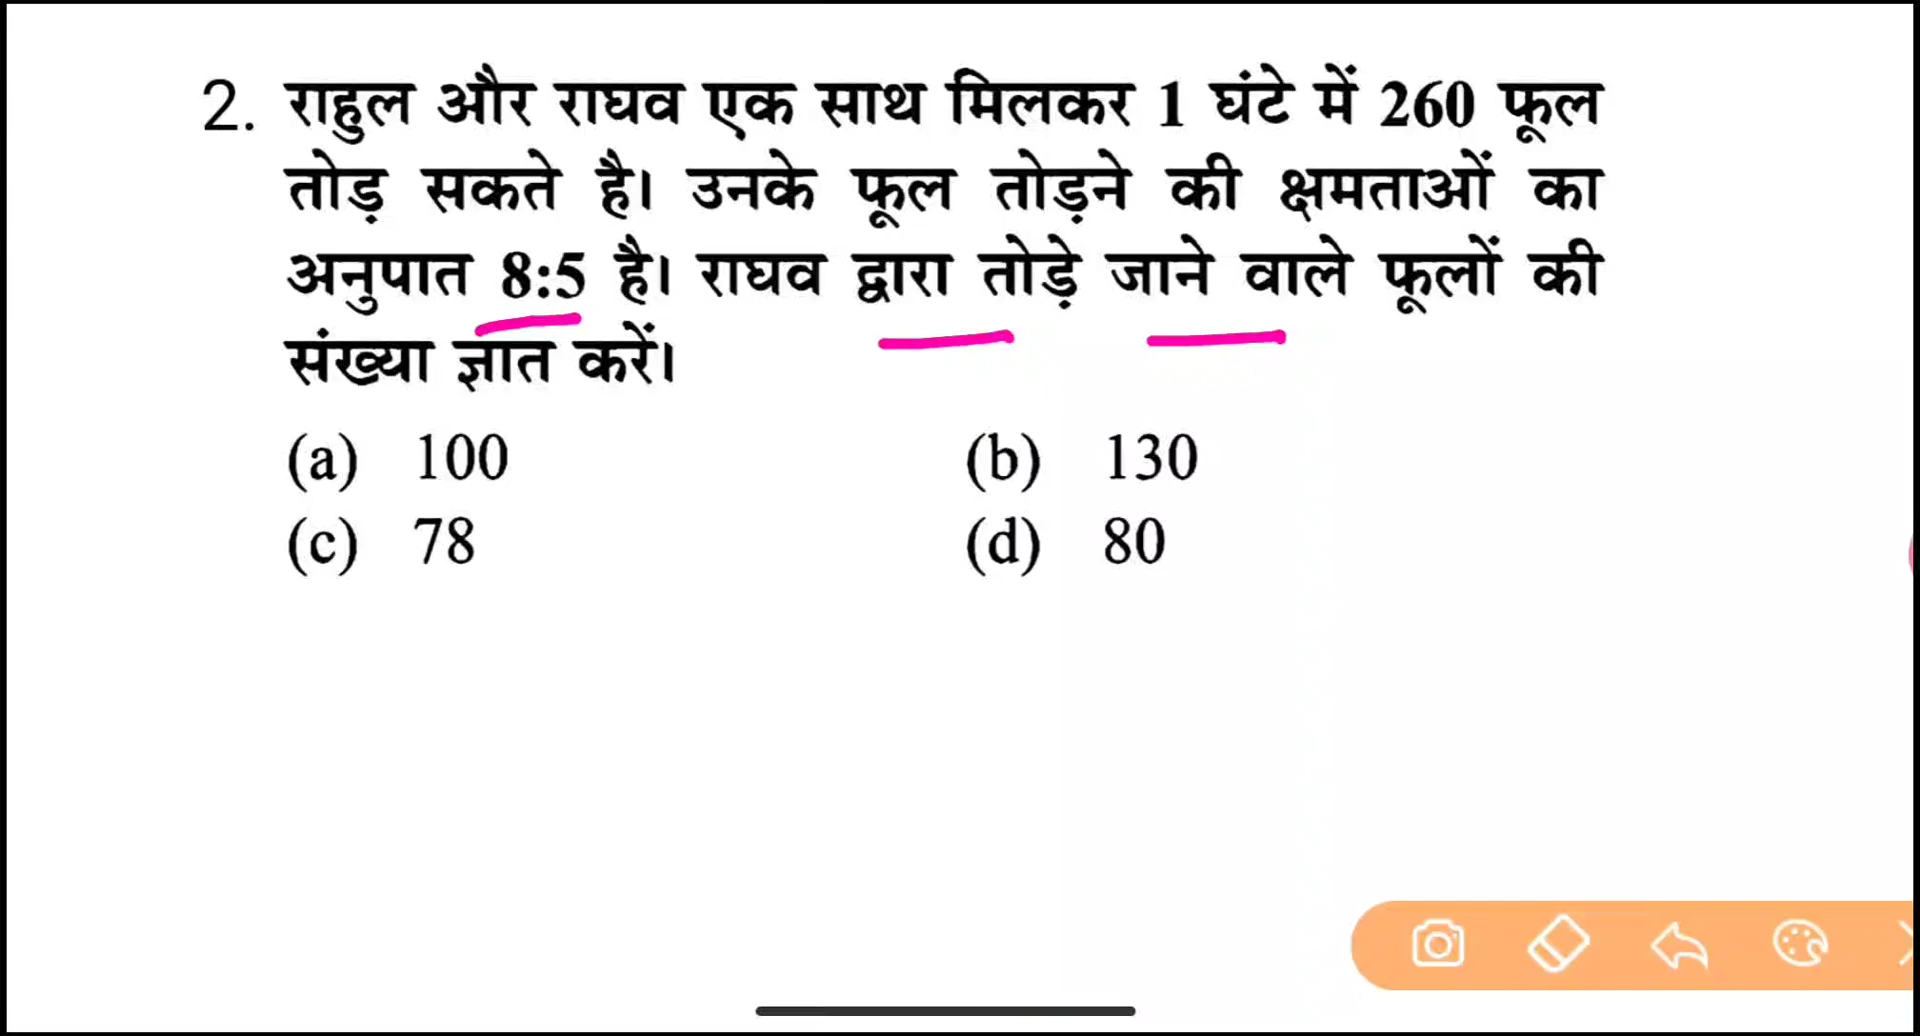 2. राहुल और राघव एक साथ मिलकर 1 घंटे में 260 फूल
तोड़ सकते है। उनके फूल तोड़ने की क्षमताओं का
अनुपात 8:5 है। राघव द्वारा तोड़े जाने वाले फूलों की
संख्या ज्ञात करें।
(a) 100 (b) 130
(c) 78 (d) 80